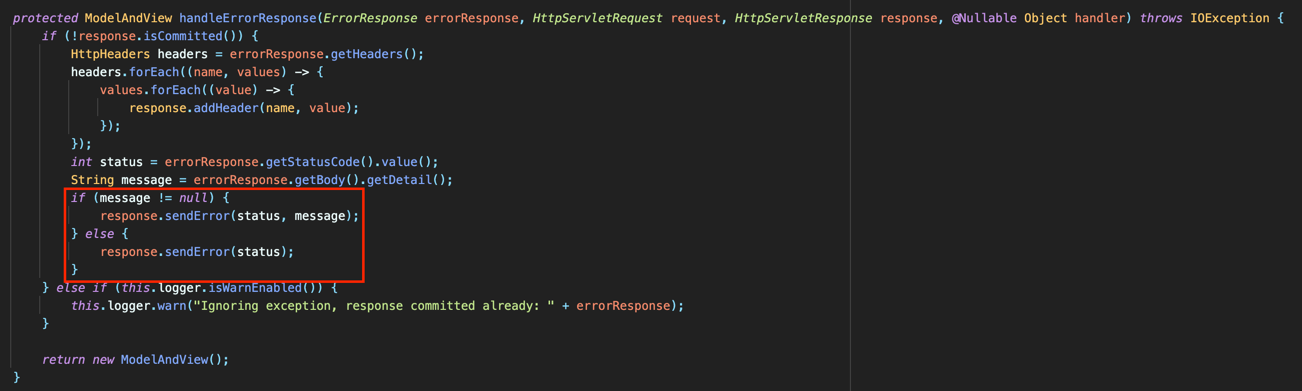 protected ModelAndView handleErrorResponse(ErrorResponse errorResponse, HttpServletRequest request, HttpServletResponse response, @Nullable Object handler) throws IOException {
if (!response.isCommitted()) {
HttpHeaders headers = errorResponse.getHeaders();
headers.forEach((name, values) -> {
values.forEach((value) -> {
response.addHeader(name, value);
});
});
int status = errorResponse.getStatusCode().value();
String message = errorResponse.getBody().getDetail();
if (message != null) {
response.sendError(status, message);
} else {
response.sendError(status);
}
} else if (this.logger.isWarnEnabled()) {
this.logger.warn("Ignoring exception, response committed already: " + errorResponse);
}
return new ModelAndView();
}